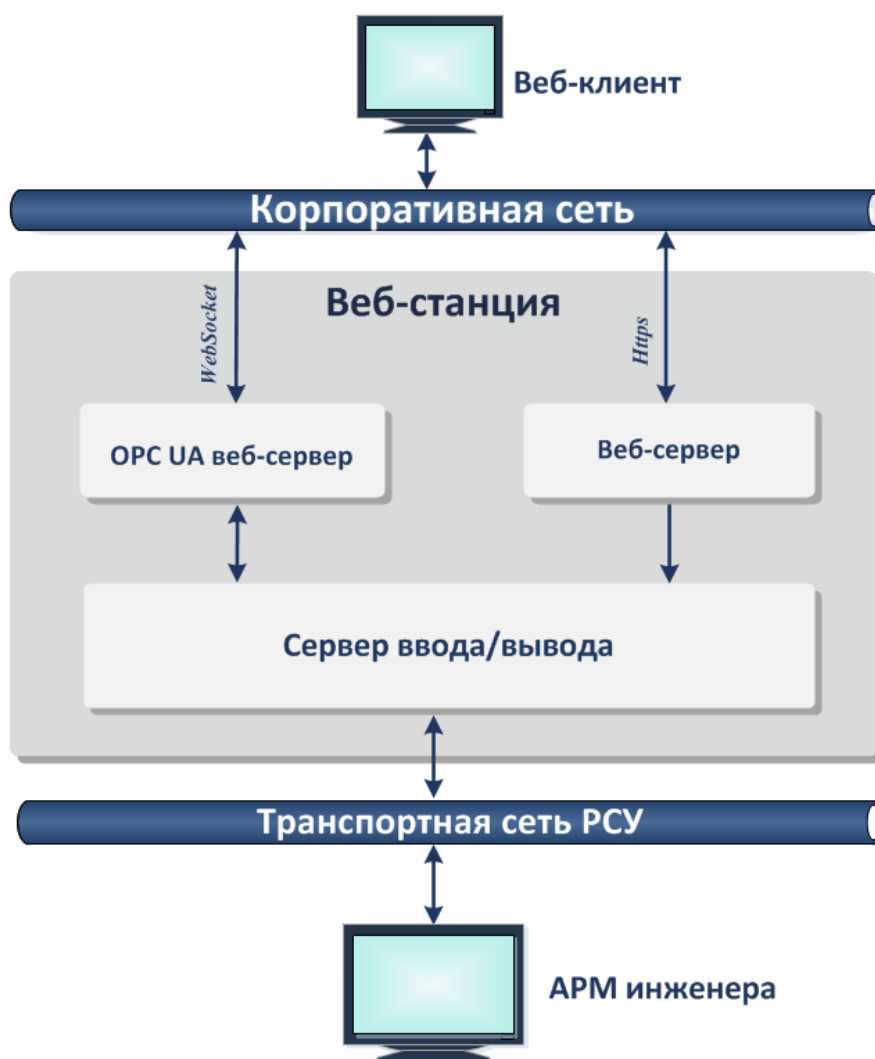 Веб-клиент
Корпоративная сеть
Веб-станция
WebSocket
Https
OPC UA веб-сервер
Веб-сервер
Сервер ввода/вывода
Транспортная сеть РСУ
АРМ инженера